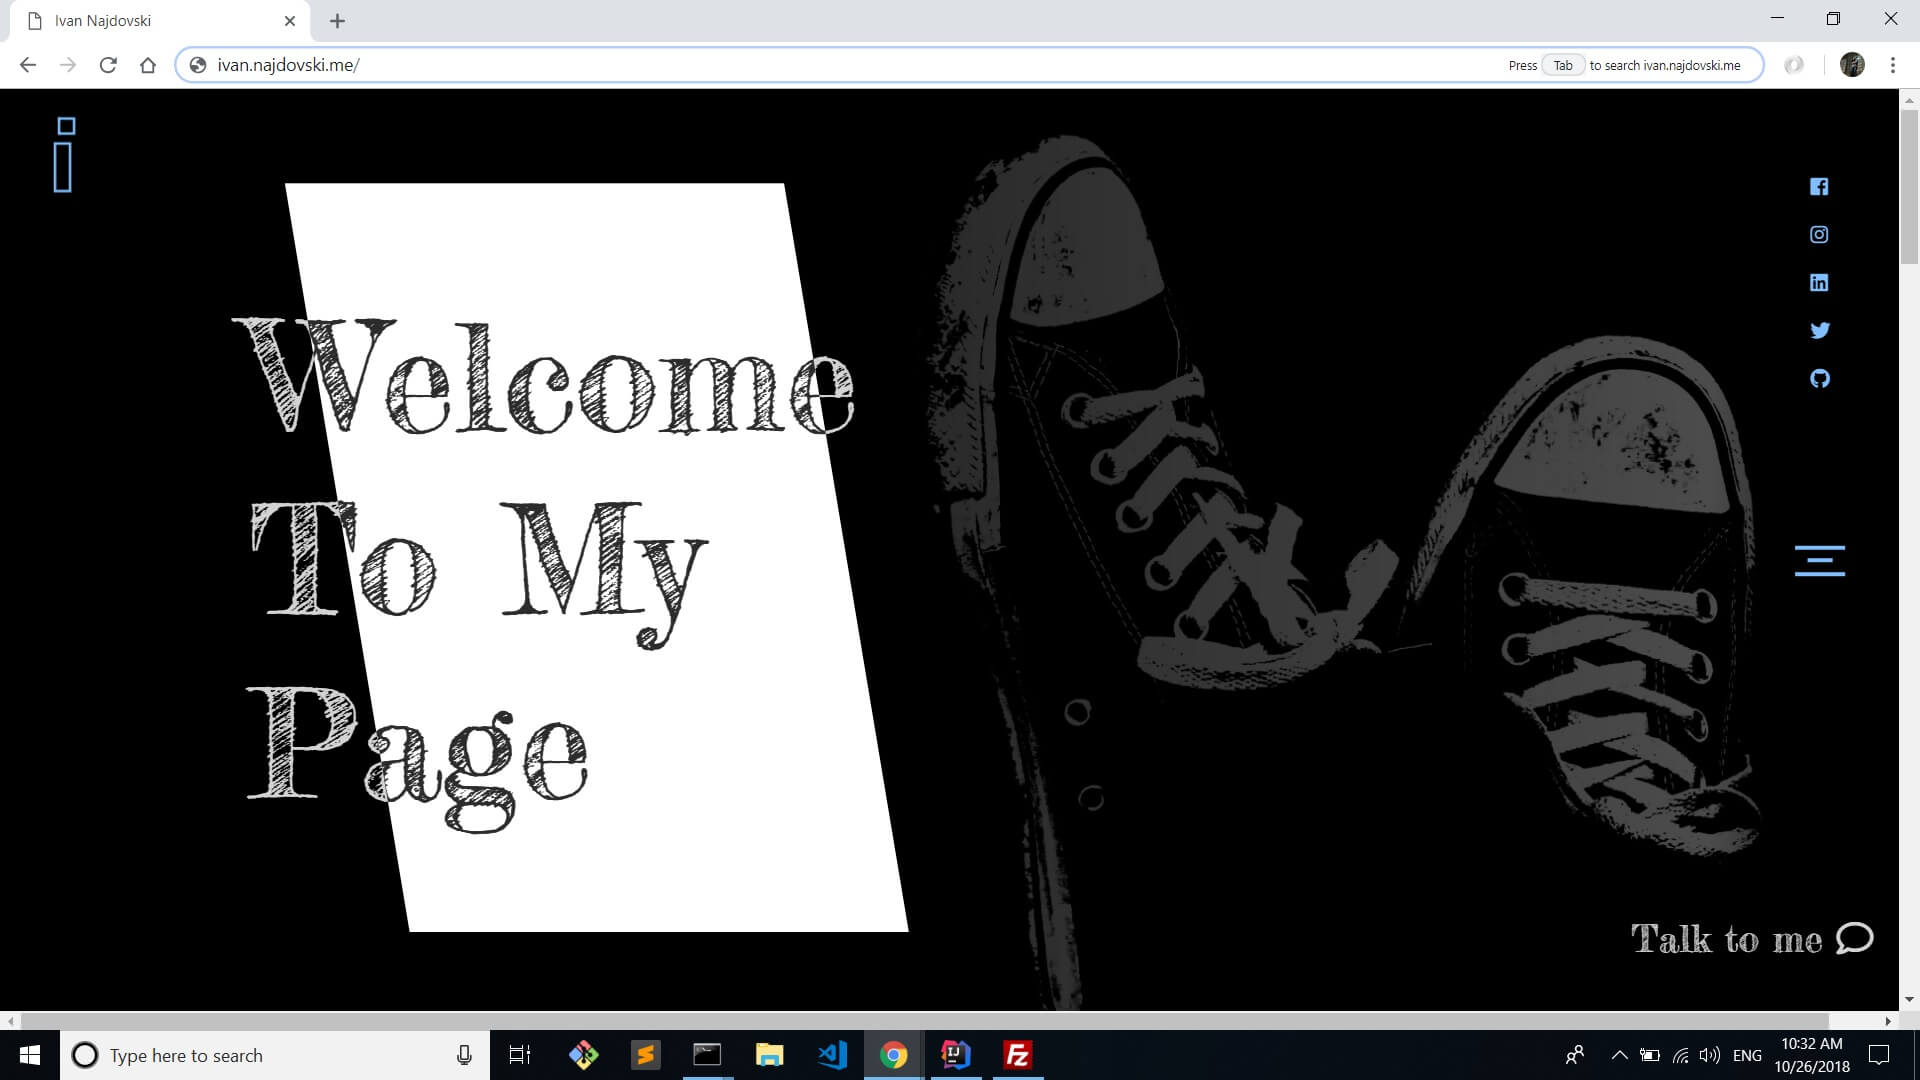 Ivan Najdovski
ivan.najdovski.me/
Press Tab to search ivan.najdovski.me
Welcome
To My
Page
Talk to me
Type here to search
ENG
10:32 AM
10/26/2018